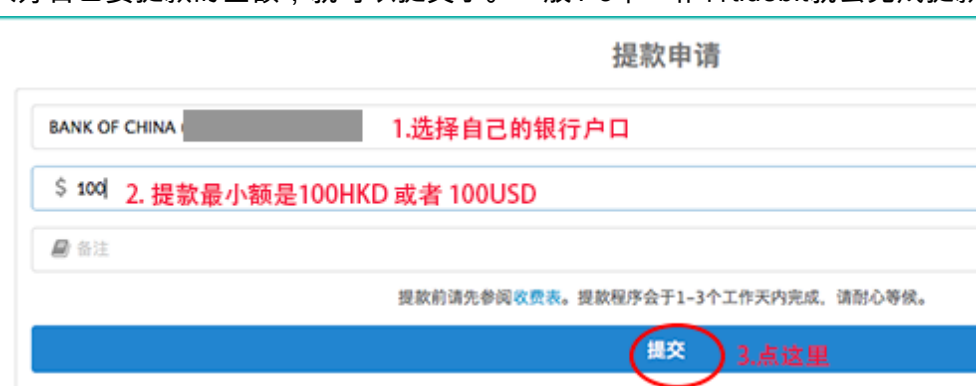 提款申请
BANK OF CHINA
1.选择自己的银行户口
$ 100
2. 提款最小额是100HKD 或者 100USD
备注
提款前请先参阅收费表。提款程序会于1-3个工作天内完成，请耐心等候。
提交
3.点这里